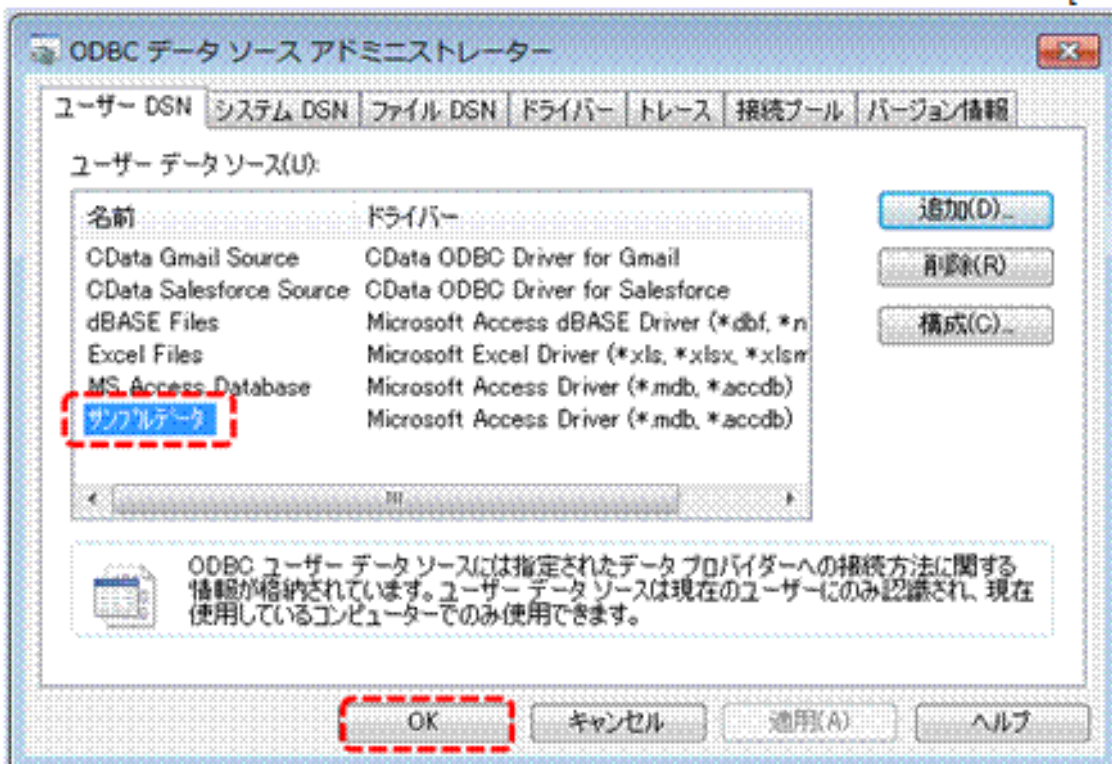 ODBC データ ソース アドミニストレーター
ユーザー DSN システム DSN ファイル DSN ドライバー トレース 接続プール バージョン情報
ユーザー データ ソース(U):
名前 ドライバー
CData Gmail Source CData ODBC Driver for Gmail
CData Salesforce Source CData ODBC Driver for Salesforce
dBASE Files Microsoft Access dBASE Driver (*.dbf, *.n
Excel Files Microsoft Excel Driver (*.xls, *.xlsx, *.xlsm
MS Access Database Microsoft Access Driver (*.mdb, *.accdb)
サンプルデータ Microsoft Access Driver (*.mdb, *.accdb)
追加(D)...
削除(R)
構成(C)...
ODBC ユーザー データ ソースには指定されたデータ プロバイダーへの接続方法に関する
情報が格納されています。ユーザー データ ソースは現在のユーザーにのみ認識され、現在
使用しているコンピューターでのみ使用できます。
OK キャンセル 適用(A) ヘルプ